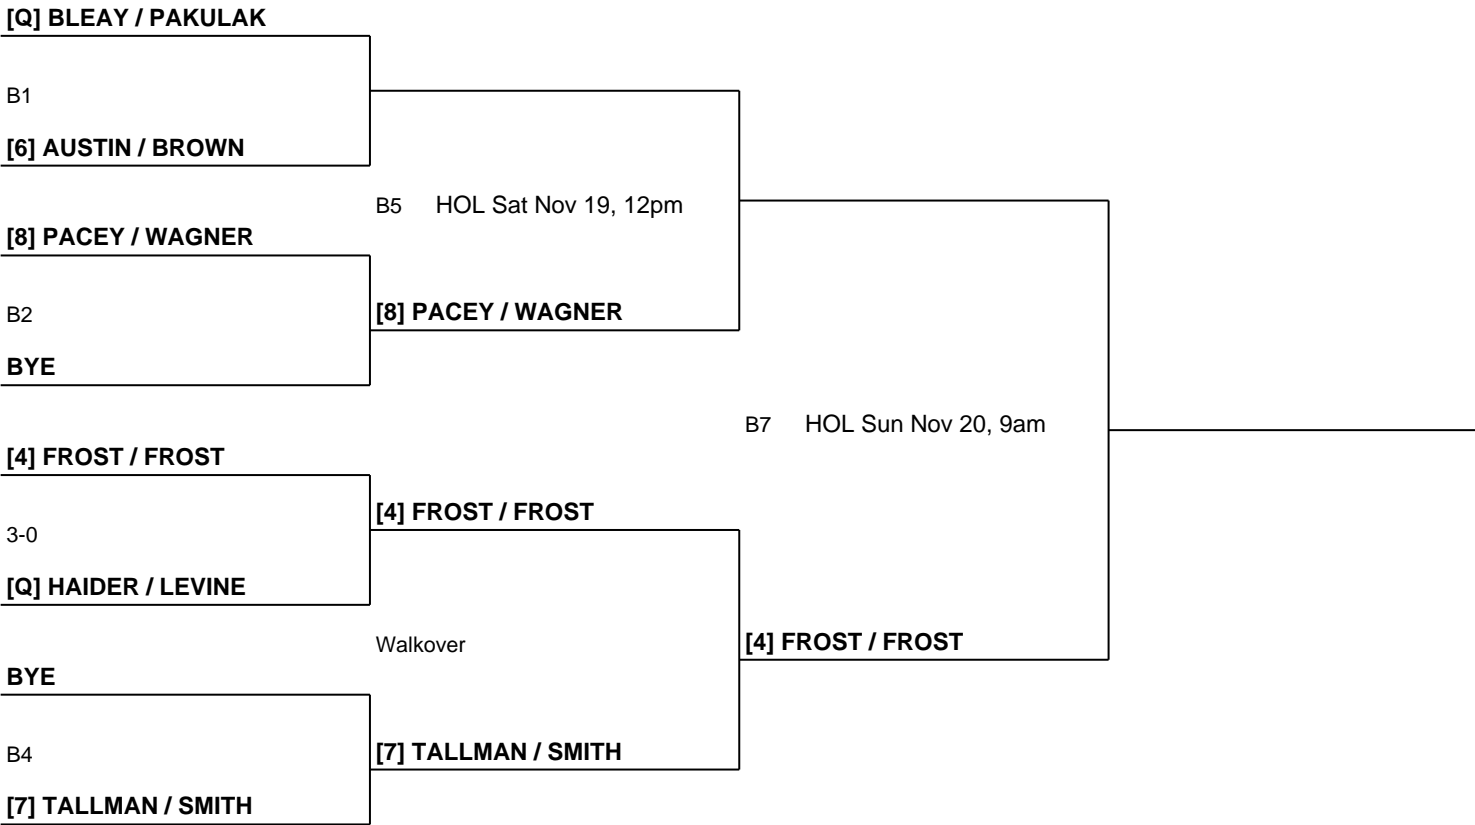 [Q] BLEAY / PAKULAK
B1
[6] AUSTIN / BROWN
B5 HOL Sat Nov 19, 12pm
[8] PACEY / WAGNER
B2
[8] PACEY / WAGNER
BYE
B7 HOL Sun Nov 20, 9am
[4] FROST / FROST
[4] FROST / FROST
3-0
[Q] HAIDER / LEVINE
Walkover
[4] FROST / FROST
BYE
B4
[7] TALLMAN / SMITH
[7] TALLMAN / SMITH